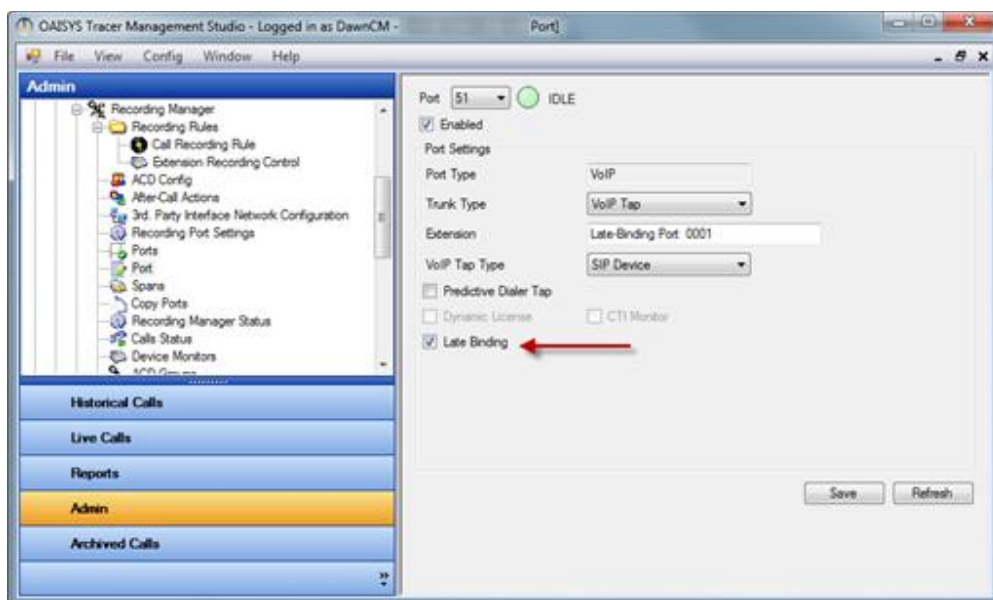 OAISYS Tracer Management Studio - Logged in as DawnCM - Port]
File View Config Window Help
Admin
Recording Manager
Recording Rules
Call Recording Rule
Extension Recording Control
ACD Config
After-Call Actions
3rd. Party Interface Network Configuration
Recording Port Settings
Ports
Port
Spans
Copy Ports
Recording Manager Status
Calls Status
Device Monitors
ACD Groups
Historical Calls
Live Calls
Reports
Admin
Archived Calls
Port 51 IDLE
Enabled
Port Settings
Port Type VoIP
Trunk Type VoIP Tap
Extension Late-Binding Port 0001
VoIP Tap Type SIP Device
Predictive Dialer Tap
Dynamic License CTI Monitor
Late Binding
Save Refresh